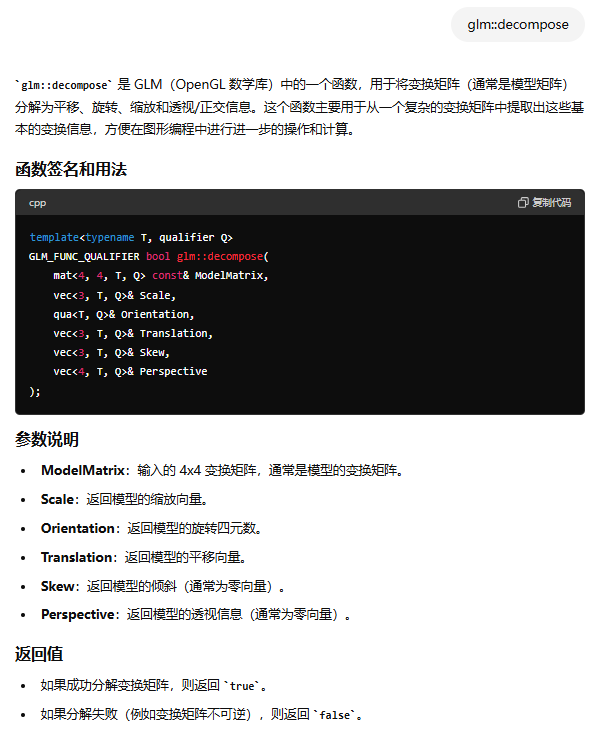 glm::decompose
`glm::decompose` 是 GLM（OpenGL 数学库）中的一个函数，用于将变换矩阵（通常是模型矩阵）
分解为平移、旋转、缩放和透视/正交信息。这个函数主要用于从一个复杂的变换矩阵中提取出这些基
本的变换信息，方便在图形编程中进行进一步的操作和计算。
函数签名和用法
cpp 复制代码
template<typename T, qualifier Q>
GLM_FUNC_QUALIFIER bool glm::decompose(
    mat<4, 4, T, Q> const& ModelMatrix,
    vec<3, T, Q>& Scale,
    qua<T, Q>& Orientation,
    vec<3, T, Q>& Translation,
    vec<3, T, Q>& Skew,
    vec<4, T, Q>& Perspective
);
参数说明
• ModelMatrix：输入的 4x4 变换矩阵，通常是模型的变换矩阵。
• Scale：返回模型的缩放向量。
• Orientation：返回模型的旋转四元数。
• Translation：返回模型的平移向量。
• Skew：返回模型的倾斜（通常为零向量）。
• Perspective：返回模型的透视信息（通常为零向量）。
返回值
• 如果成功分解变换矩阵，则返回 `true`。
• 如果分解失败（例如变换矩阵不可逆），则返回 `false`。